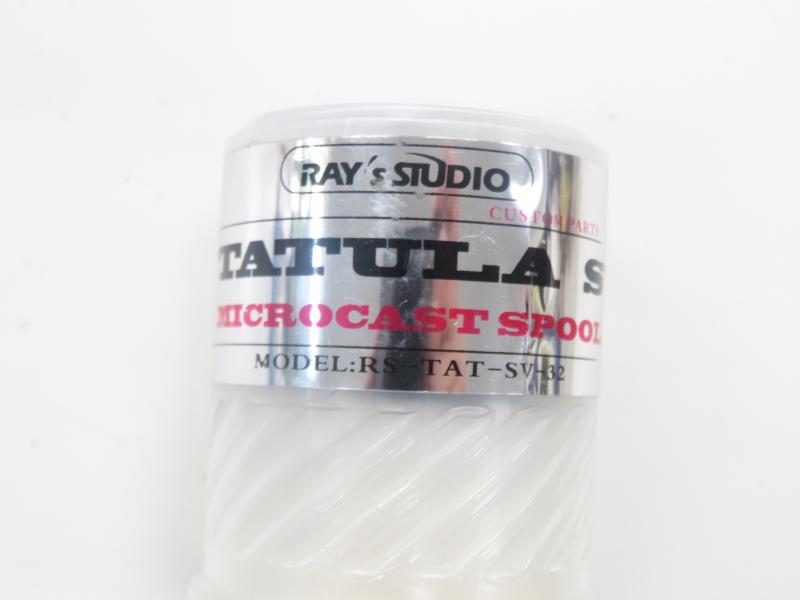 RAY's STUDIO
CUSTOM PARTS
TATULA S
MICROCAST SPOOL
MODEL:RS-TAT-SV-32